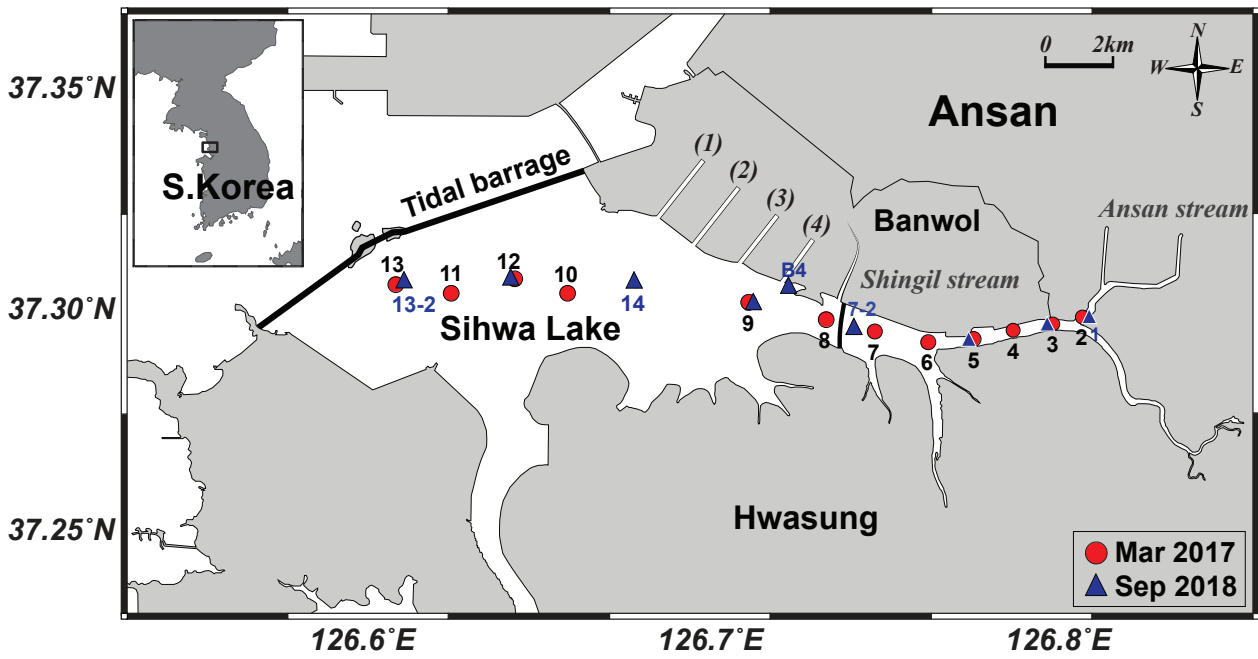 37.35°N
37.30°N
37.25°N
126.6°E
126.7°E
126.8°E
S.Korea
0 2km
N
W E
S
Ansan
Tidal barrage
(1)
(2)
(3)
(4)
Banwol
Ansan stream
Shingil stream
B4
13
11
12
10
13-2
14
9
8
7-2
7
6
5
4
3
2
1
Sihwa Lake
Hwasung
Mar 2017
Sep 2018